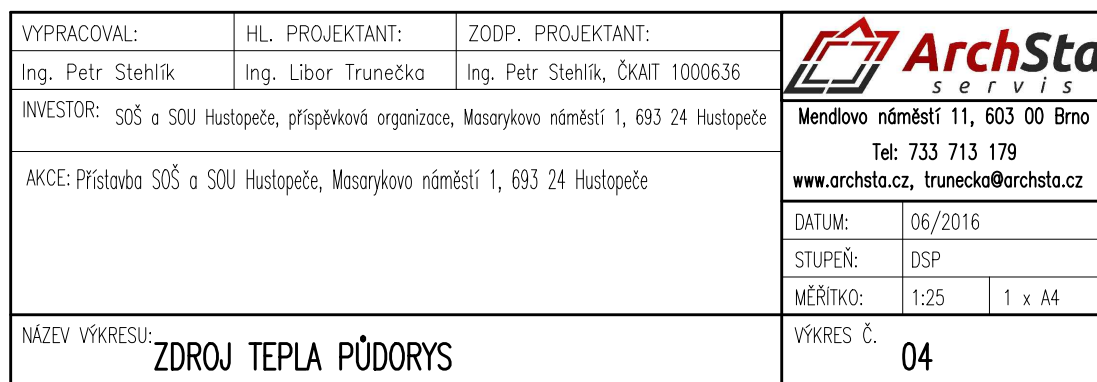 VYPRACOVAL: HL. PROJEKTANT: ZODP. PROJEKTANT:
Ing. Petr Stehlík Ing. Libor Trunečka Ing. Petr Stehlík, ČKAIT 1000636
INVESTOR: SOŠ a SOU Hustopeče, příspěvková organizace, Masarykovo náměstí 1, 693 24 Hustopeče
AKCE: Přístavba SOŠ a SOU Hustopeče, Masarykovo náměstí 1, 693 24 Hustopeče
ArchSta
servis
Mendlovo náměstí 11, 603 00 Brno
Tel: 733 713 179
www.archsta.cz, trunecka@archsta.cz
DATUM: 06/2016
STUPEŇ: DSP
MĚŘÍTKO: 1:25 1 x A4
NÁZEV VÝKRESU: ZDROJ TEPLA PŮDORYS
VÝKRES Č. 04